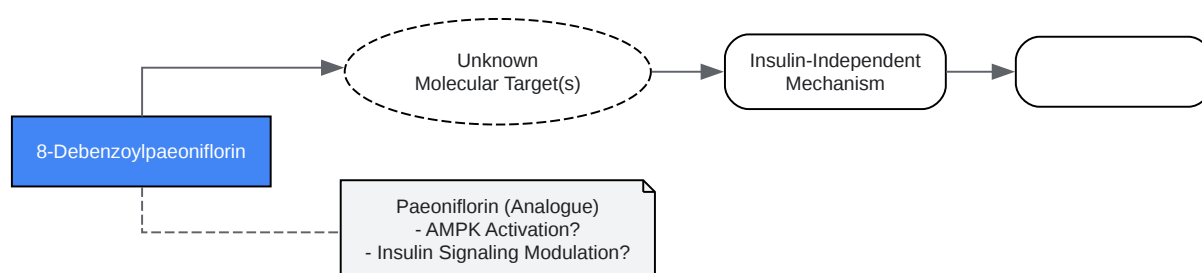 Unknown
Molecular Target(s)
Insulin-Independent
Mechanism
8-Debenzoylpaeoniflorin
Paeoniflorin (Analogue)
- AMPK Activation?
- Insulin Signaling Modulation?